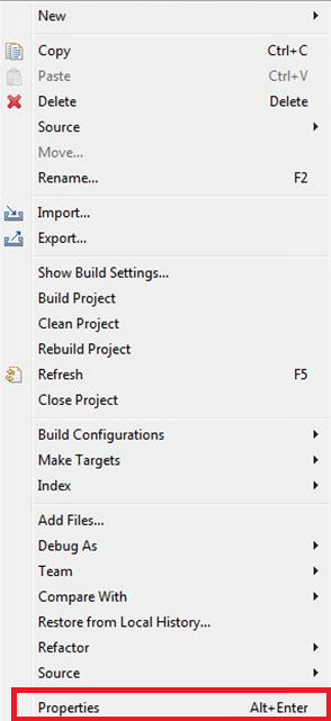 New
Copy Ctrl+C
Paste Ctrl+V
Delete Delete
Source
Move...
Rename... F2
Import...
Export...
Show Build Settings...
Build Project
Clean Project
Rebuild Project
Refresh F5
Close Project
Build Configurations
Make Targets
Index
Add Files...
Debug As
Team
Compare With
Restore from Local History...
Refactor
Source
Properties Alt+Enter